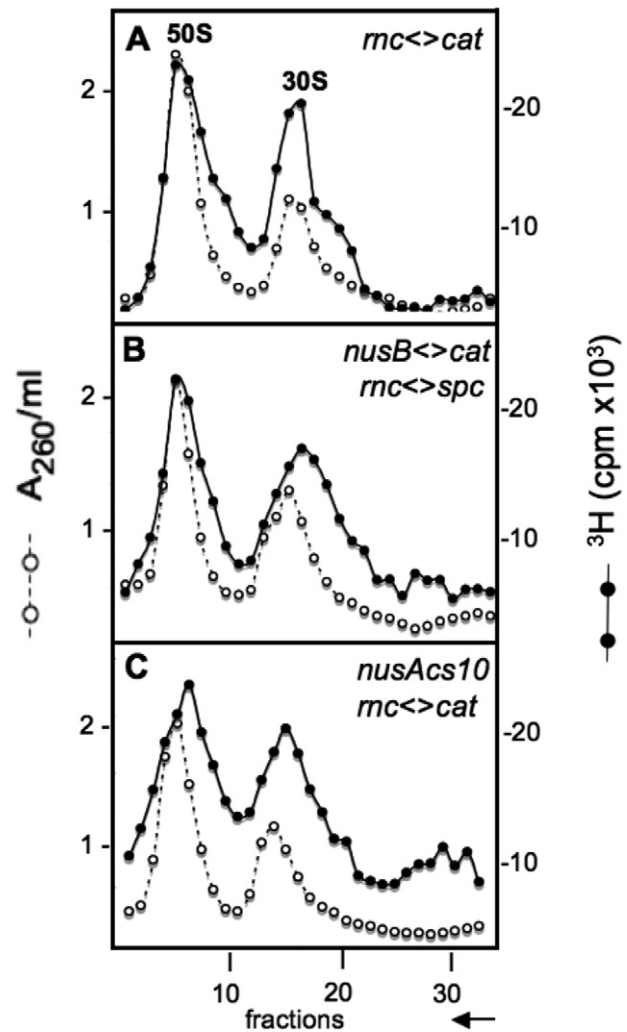 A 50S rnc<>cat
30S
2 -20
1 -10
B nusB<>cat
rnc<>spc
2 -20
1 -10
C nusAcs10
rnc<>cat
2 -20
1 -10
10 20 30
fractions
A260/ml
³H (cpm x10³)